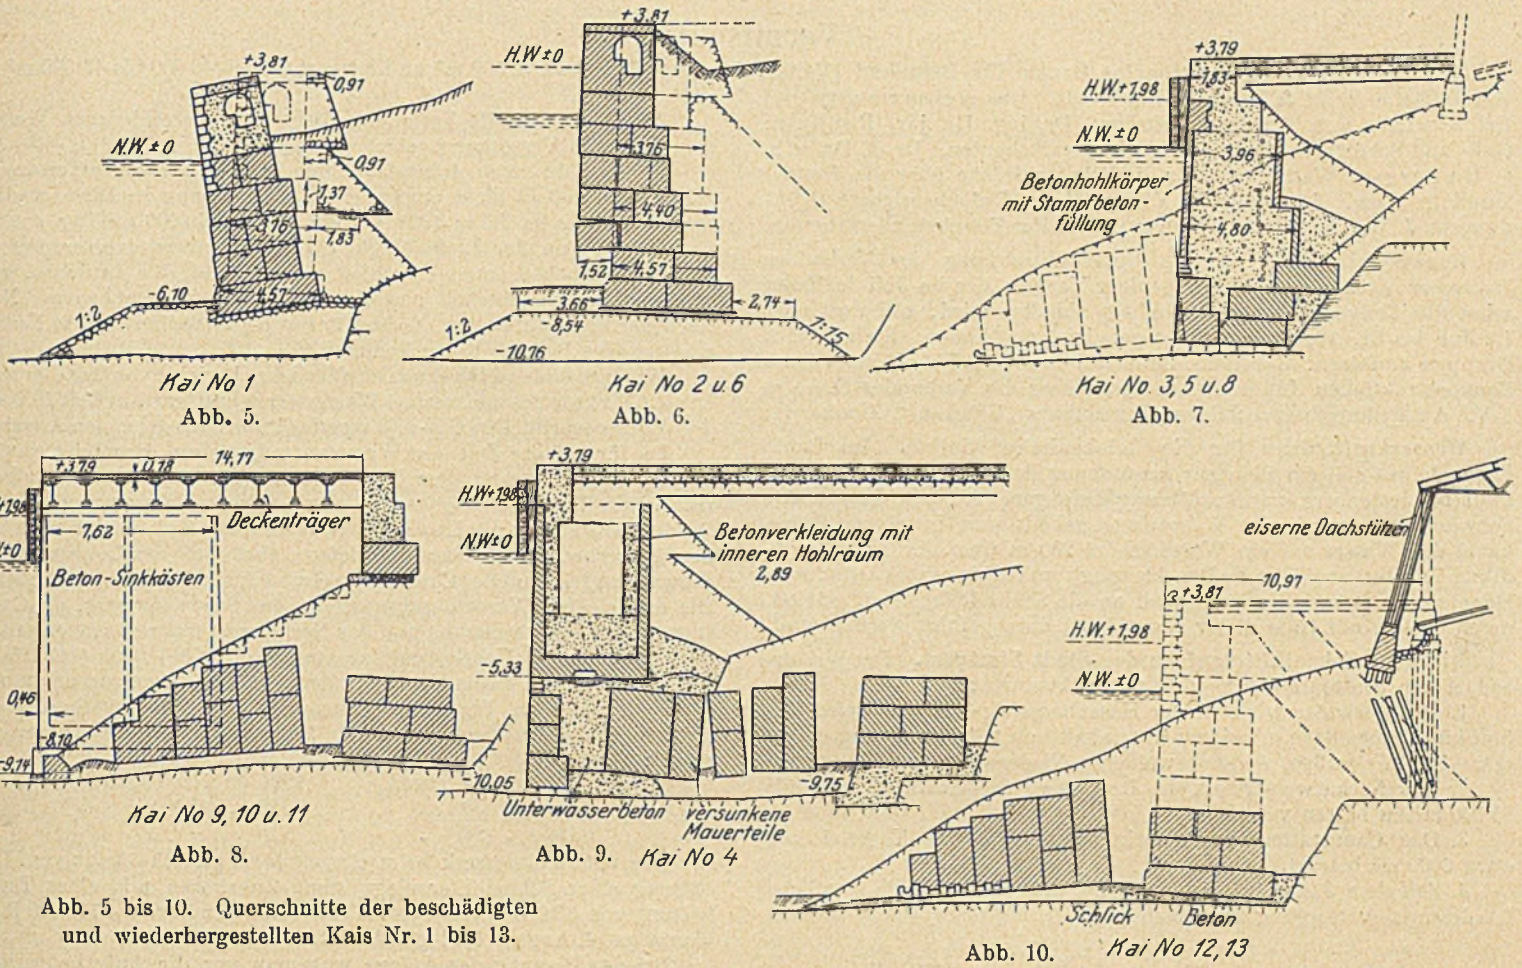 +3,81
0,91
N.W. ±0
0,91
1,37
3,76
1,83
-6,10
4,57
1:2
Kai No 1
Abb. 5.
+3,81
H.W ±0
3,76
4,40
1,52
4,57
3,66
2,74
1:2
-8,54
1:1,5
-10,76
Kai No 2 u. 6
Abb. 6.
+3,79
1,83
H.W.+1,98
N.W. ±0
3,96
Betonhohlkörper
mit Stampfbeton-
füllung
4,80
Kai No. 3, 5 u. 8
Abb. 7.
14,17
+3,79
0,18
+1,98
Deckenträger
7,62
±0
Beton-Sinkkästen
0,46
-8,10
-9,14
Kai No 9, 10 u. 11
Abb. 8.
+3,79
H.W+1,98
N.W±0
Betonverkleidung mit
inneren Hohlraum
2,89
-5,33
-10,05
-9,75
Unterwasserbeton
versunkene
Mauerteile
Abb. 9.
Kai No 4
eiserne Dachstützen
10,97
+3,81
H.W.+1,98
N.W. ±0
Schlick
Beton
Abb. 10.
Kai No 12, 13
Abb. 5 bis 10. Querschnitte der beschädigten
und wiederhergestellten Kais Nr. 1 bis 13.